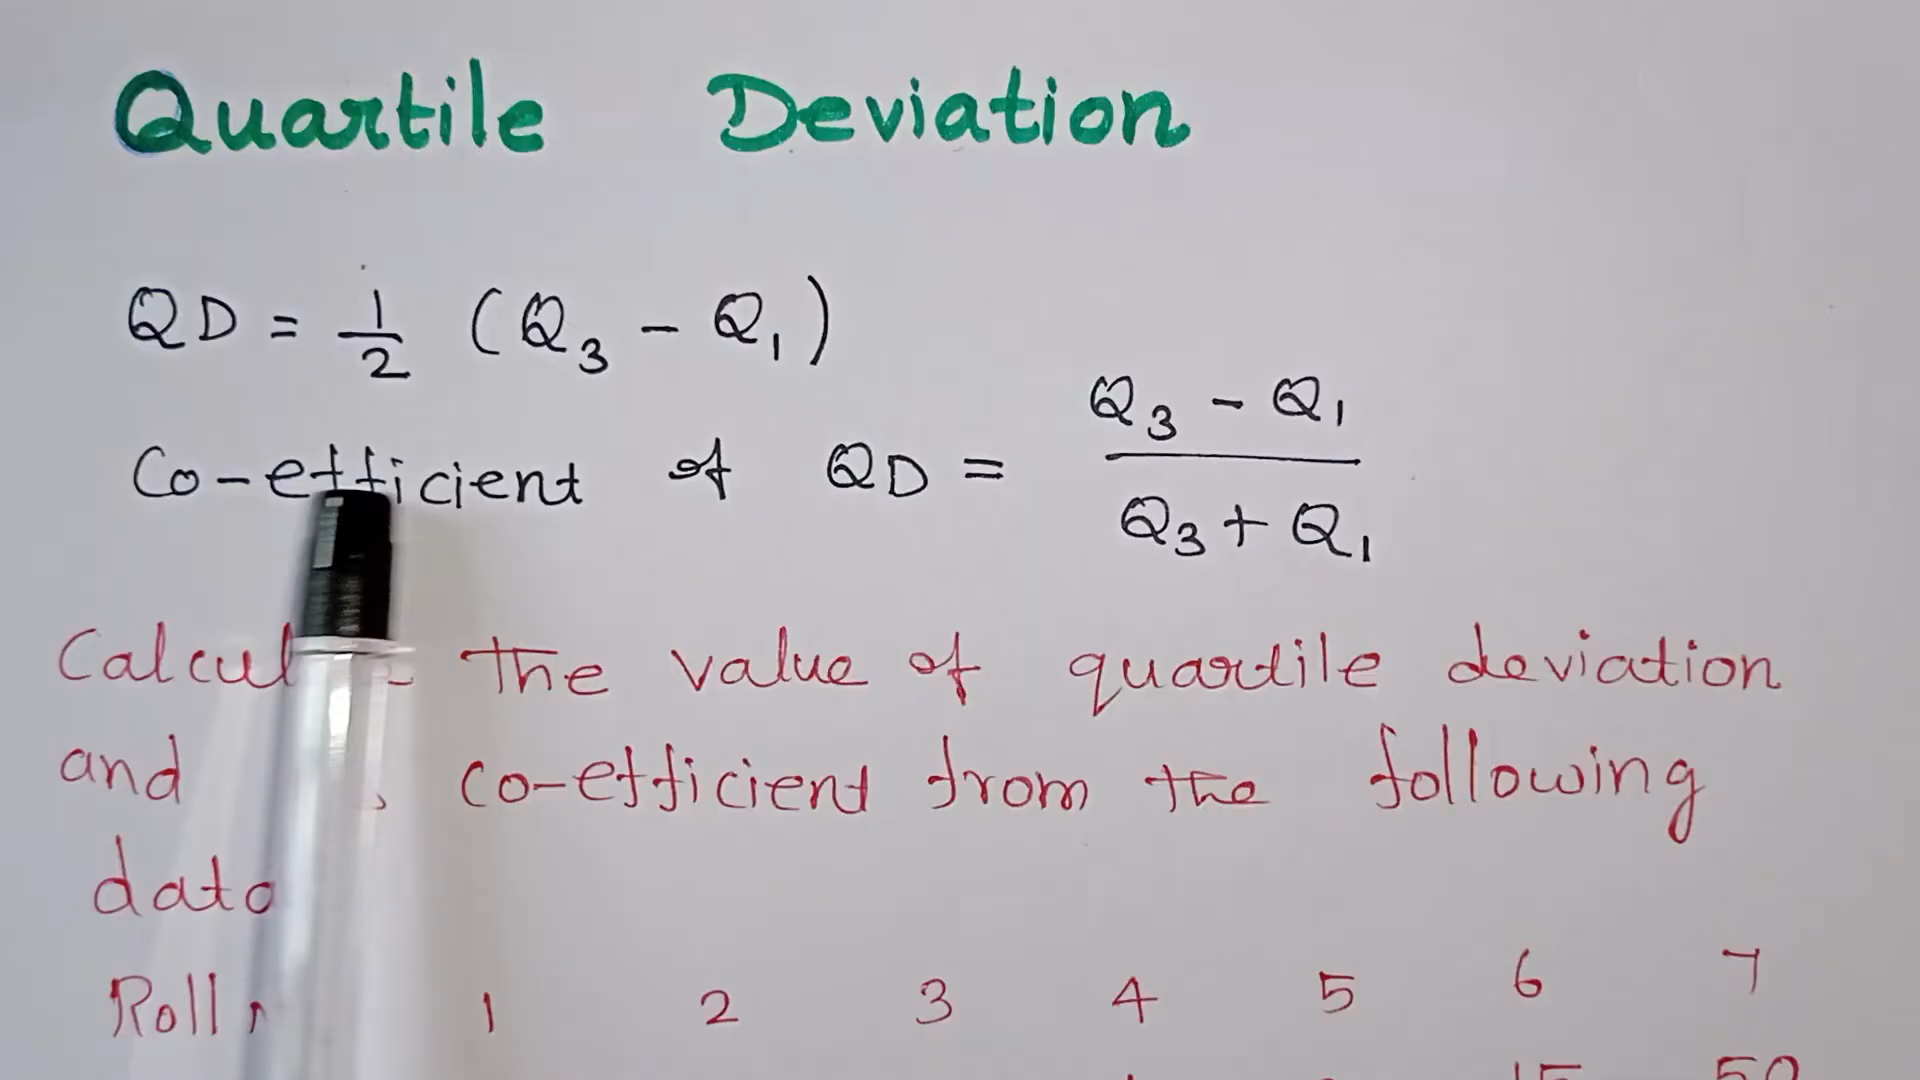 Quartile Deviation
QD = 1/2 (Q₃ - Q₁)
Co-efficient of QD = (Q₃ - Q₁) / (Q₃ + Q₁)
the value of quartile deviation
and co-efficient from the following
data
Roll 1 2 3 4 5 6 7